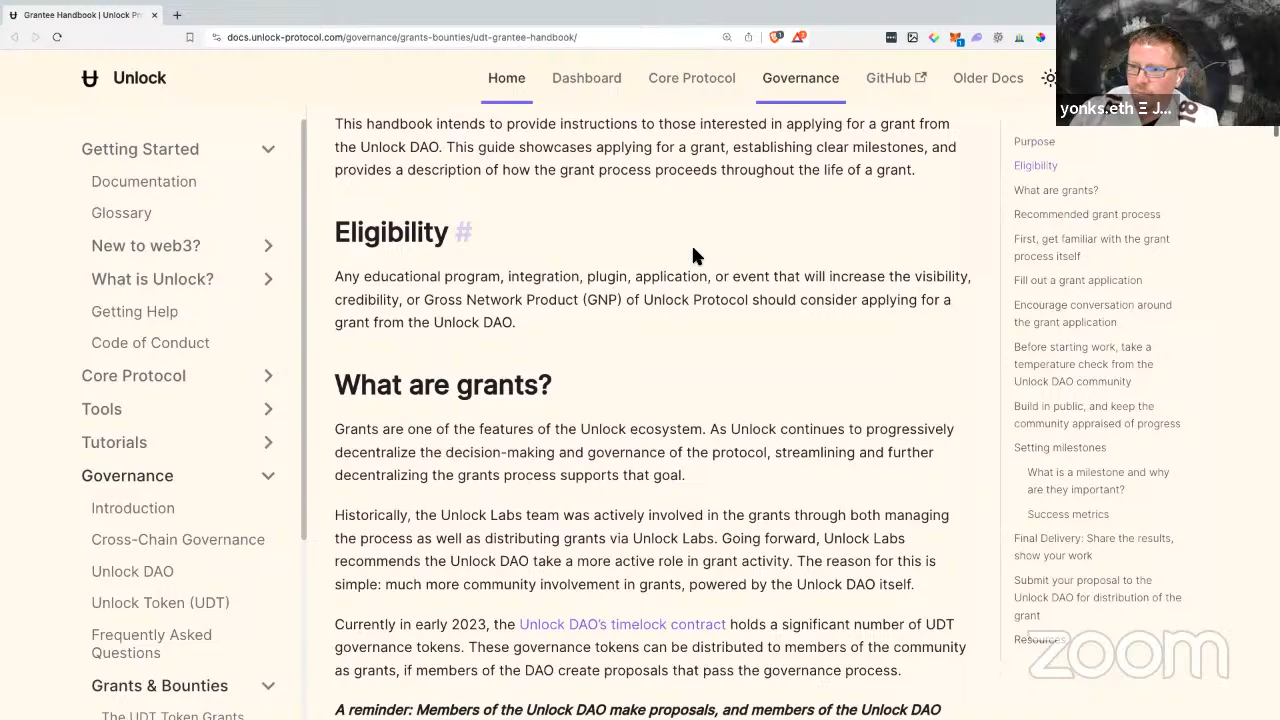 Grantee Handbook | Unlock Pr
docs.unlock-protocol.com/governance/grants-bounties/udt-grantee-handbook/
Unlock
Home
Dashboard
Core Protocol
Governance
GitHub
Older Docs
yonks.eth Ξ J...
Getting Started
Documentation
Glossary
New to web3?
What is Unlock?
Getting Help
Code of Conduct
Core Protocol
Tools
Tutorials
Governance
Introduction
Cross-Chain Governance
Unlock DAO
Unlock Token (UDT)
Frequently Asked
Questions
Grants & Bounties
The UDT Token Grants
This handbook intends to provide instructions to those interested in applying for a grant from
the Unlock DAO. This guide showcases applying for a grant, establishing clear milestones, and
provides a description of how the grant process proceeds throughout the life of a grant.
Eligibility #
Any educational program, integration, plugin, application, or event that will increase the visibility,
credibility, or Gross Network Product (GNP) of Unlock Protocol should consider applying for a
grant from the Unlock DAO.
What are grants?
Grants are one of the features of the Unlock ecosystem. As Unlock continues to progressively
decentralize the decision-making and governance of the protocol, streamlining and further
decentralizing the grants process supports that goal.
Historically, the Unlock Labs team was actively involved in the grants through both managing
the process as well as distributing grants via Unlock Labs. Going forward, Unlock Labs
recommends the Unlock DAO take a more active role in grant activity. The reason for this is
simple: much more community involvement in grants, powered by the Unlock DAO itself.
Currently in early 2023, the Unlock DAO's timelock contract holds a significant number of UDT
governance tokens. These governance tokens can be distributed to members of the community
as grants, if members of the DAO create proposals that pass the governance process.
A reminder: Members of the Unlock DAO make proposals, and members of the Unlock DAO
Purpose
Eligibility
What are grants?
Recommended grant process
First, get familiar with the grant
process itself
Fill out a grant application
Encourage conversation around
the grant application
Before starting work, take a
temperature check from the
Unlock DAO community
Build in public, and keep the
community appraised of progress
Setting milestones
What is a milestone and why
are they important?
Success metrics
Final Delivery: Share the results,
show your work
Submit your proposal to the
Unlock DAO for distribution of the
grant
Resources
zoom